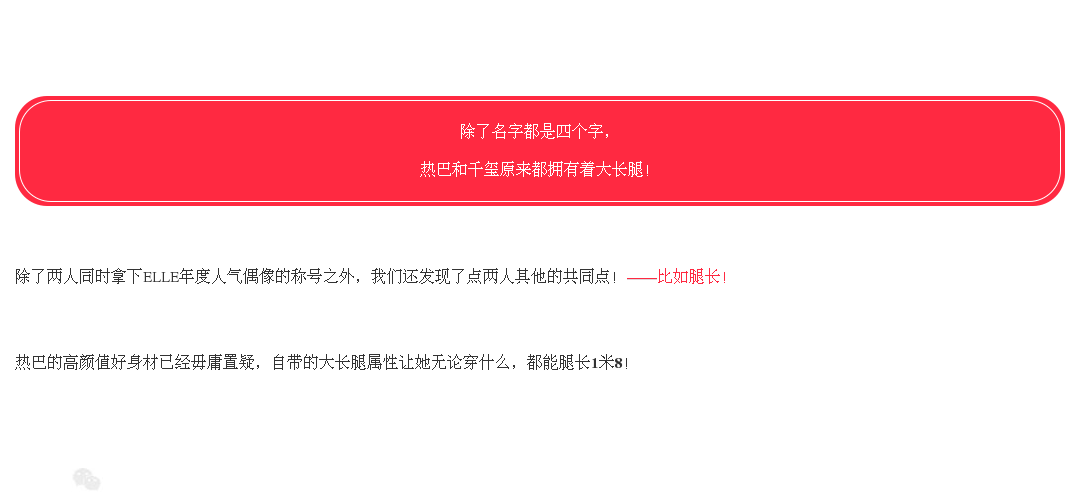 除了名字都是四个字，
热巴和千玺原来都拥有着大长腿！
除了两人同时拿下ELLE年度人气偶像的称号之外，我们还发现了点两人其他的共同点！——比如腿长！
热巴的高颜值好身材已经毋庸置疑，自带的大长腿属性让她无论穿什么，都能腿长1米8！